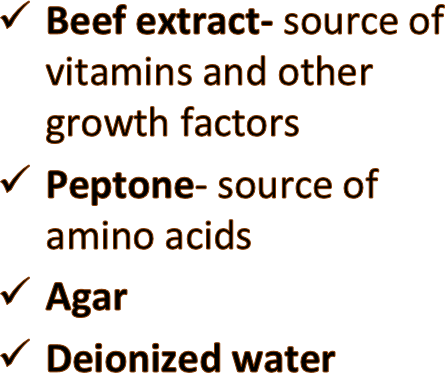 ✓ Beef extract- source of
vitamins and other
growth factors
✓ Peptone- source of
amino acids
✓ Agar
✓ Deionized water